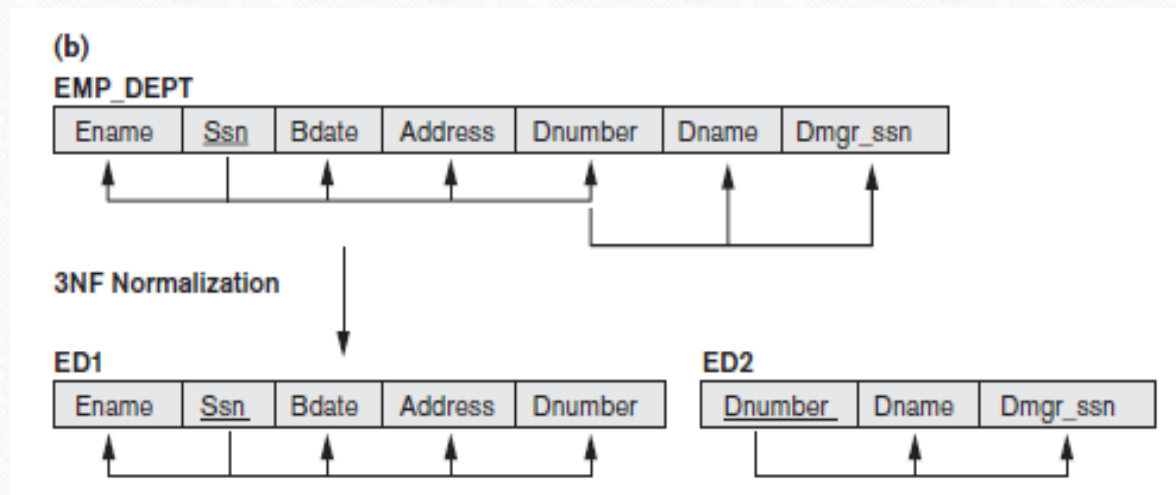 (b)
EMP_DEPT
Ename Ssn Bdate Address Dnumber Dname Dmgr_ssn
3NF Normalization
ED1 ED2
Ename Ssn Bdate Address Dnumber Dnumber Dname Dmgr_ssn